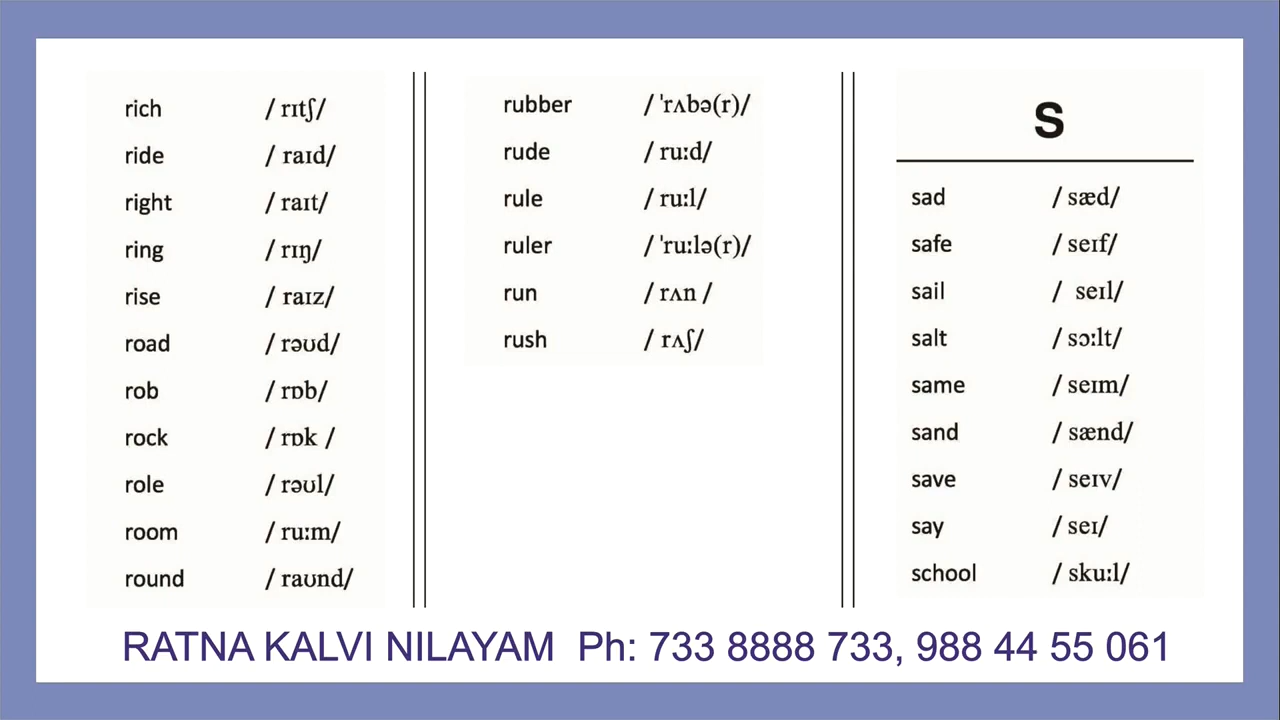 rich / rɪtʃ/
ride / raɪd/
right / raɪt/
ring / rɪŋ/
rise / raɪz/
road / rəʊd/
rob / rɒb/
rock / rɒk /
role / rəʊl/
room / ruːm/
round / raʊnd/
rubber / ˈrʌbə(r)/
rude / ruːd/
rule / ruːl/
ruler / ˈruːlə(r)/
run / rʌn /
rush / rʌʃ/
S
sad / sæd/
safe / seɪf/
sail / seɪl/
salt / sɔːlt/
same / seɪm/
sand / sænd/
save / seɪv/
say / seɪ/
school / skuːl/
RATNA KALVI NILAYAM Ph: 733 8888 733, 988 44 55 061